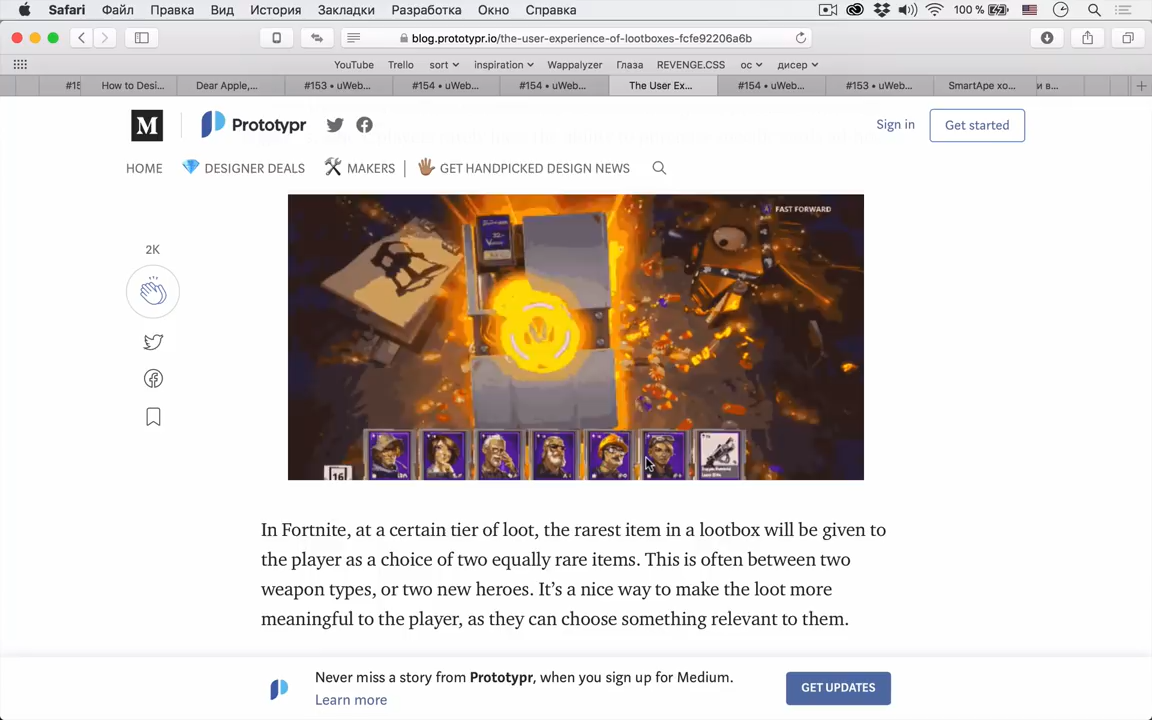 Safari Файл Правка Вид История Закладки Разработка Окно Справка 100 %
blog.prototypr.io/the-user-experience-of-lootboxes-fcfe92206a6b
YouTube Trello sort inspiration Wappalyzer Глаза REVENGE.CSS ос дисер
#15 How to Desi... Dear Apple,... #153 • uWeb... #154 • uWeb... #154 • uWeb... The User Ex... #154 • uWeb... #153 • uWeb... SmartApe хо... и в...
M Prototypr Sign in Get started
HOME DESIGNER DEALS MAKERS GET HANDPICKED DESIGN NEWS
FAST FORWARD
2K
16
In Fortnite, at a certain tier of loot, the rarest item in a lootbox will be given to
the player as a choice of two equally rare items. This is often between two
weapon types, or two new heroes. It’s a nice way to make the loot more
meaningful to the player, as they can choose something relevant to them.
Never miss a story from Prototypr, when you sign up for Medium.
Learn more
GET UPDATES